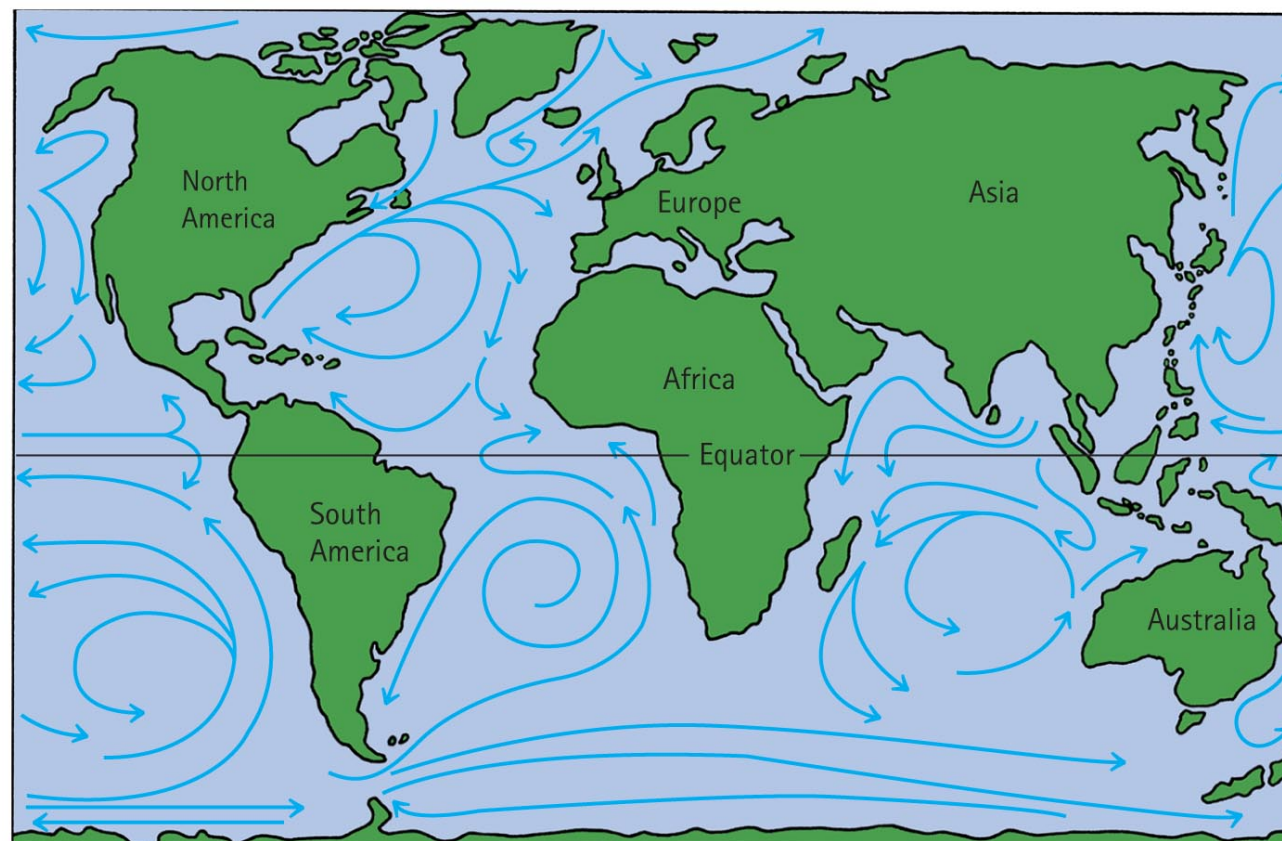 North
America
Europe
Asia
Africa
Equator
South
America
Australia